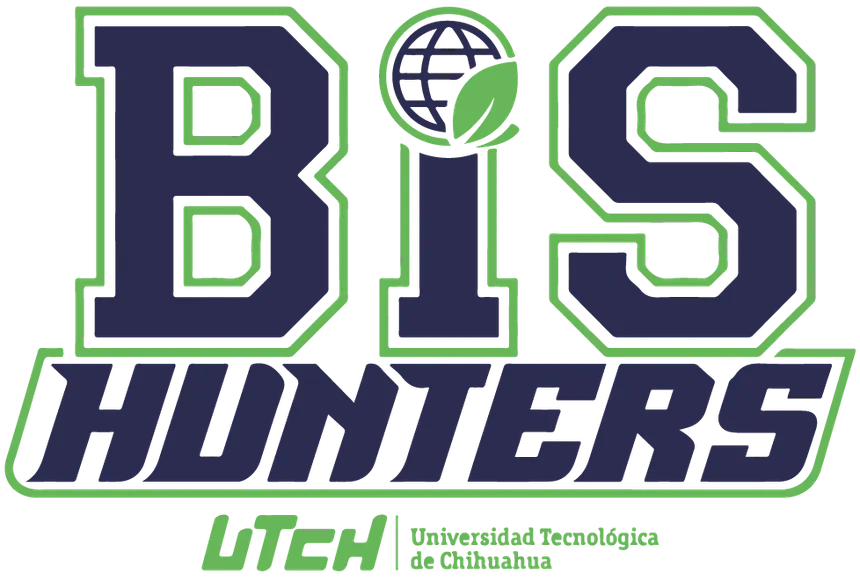 BiS
HUNTERS
UTCH
Universidad Tecnológica
de Chihuahua